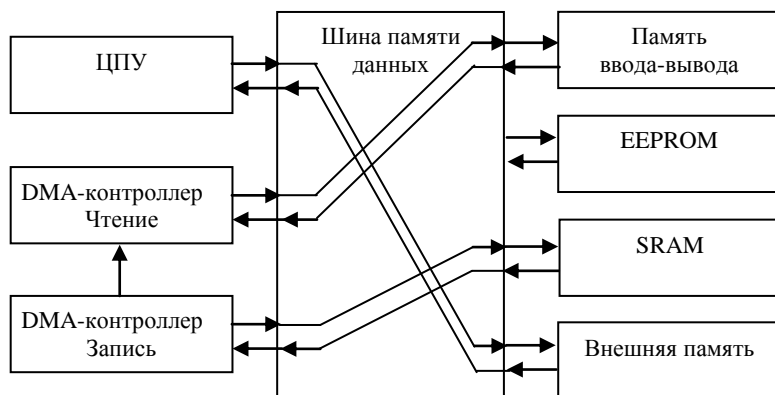 ЦПУ
DMA-контроллер
Чтение
DMA-контроллер
Запись
Шина памяти
данных
Память
ввода-вывода
EEPROM
SRAM
Внешняя память